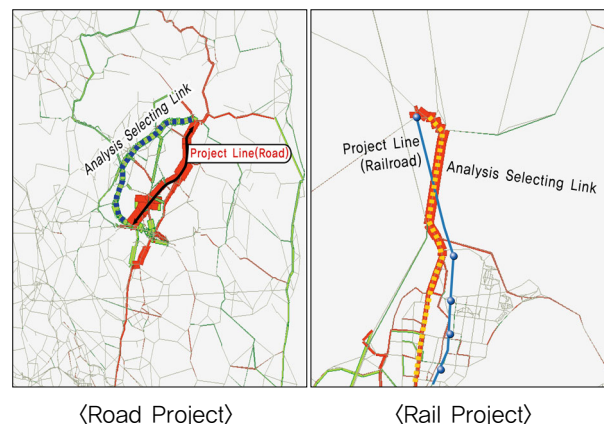 Analysis Selecting Link
Project Line(Road)
Project Line
(Railroad)
Analysis Selecting Link
〈Road Project〉
〈Rail Project〉